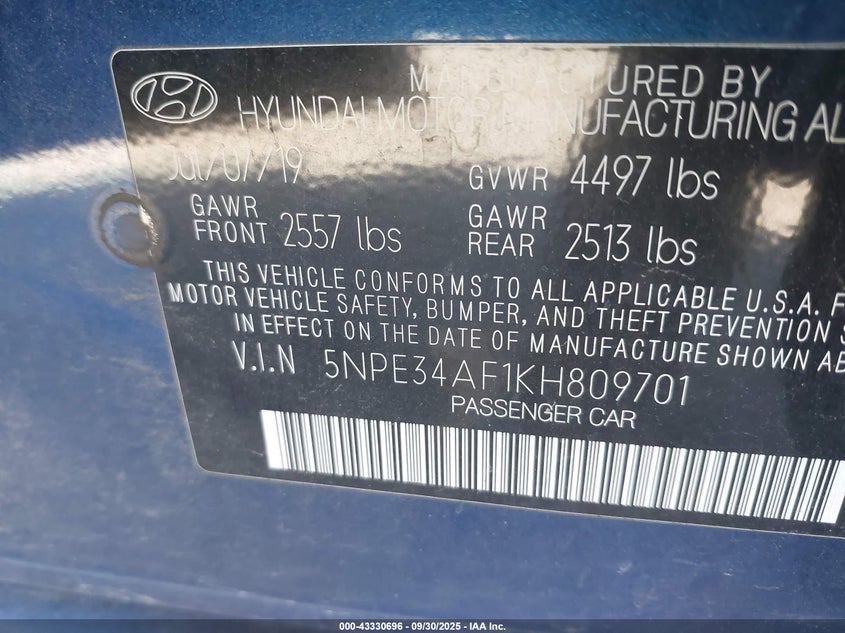 MANUFACTURED BY
HYUNDAI MOTOR MANUFACTURING AL
JUL/07/19
GVWR 4497 lbs
GAWR FRONT 2557 lbs
GAWR REAR 2513 lbs
THIS VEHICLE CONFORMS TO ALL APPLICABLE U.S.A. F
MOTOR VEHICLE SAFETY, BUMPER, AND THEFT PREVENTION S
IN EFFECT ON THE DATE OF MANUFACTURE SHOWN AB
V.I.N 5NPE34AF1KH809701
PASSENGER CAR
000-43330696 - 09/30/2025 - IAA Inc.